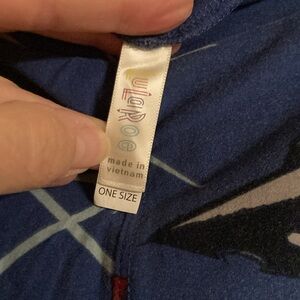 LuLaRoe
made in
vietnam
ONE SIZE